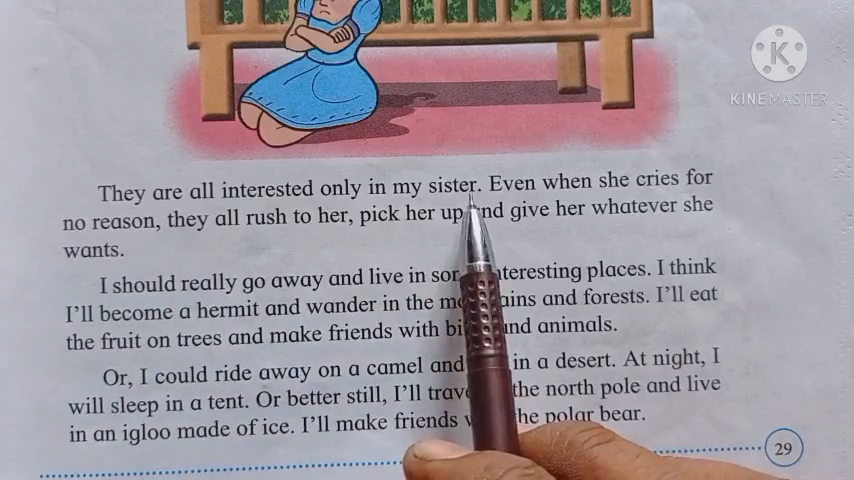 K
KINEMASTER
They are all interested only in my sister. Even when she cries for
no reason, they all rush to her, pick her up and give her whatever she
wants.
I should really go away and live in interesting places. I think
I'll become a hermit and wander in the mountains and forests. I'll eat
the fruit on trees and make friends with birds and animals.
Or, I could ride away on a camel and in a desert. At night, I
will sleep in a tent. Or better still, I'll travel the north pole and live
in an igloo made of ice. I'll make friends the polar bear.
29